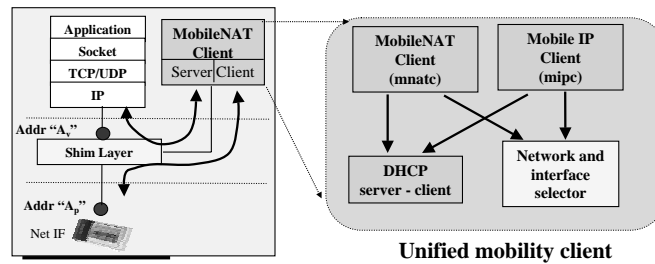 Application
Socket
TCP/UDP
IP
MobileNAT
Client
Server Client
Addr “Av”
Shim Layer
Addr “Ap”
Net IF
MobileNAT
Client
(mnatc)
Mobile IP
Client
(mipc)
DHCP
server - client
Network and
interface
selector
Unified mobility client